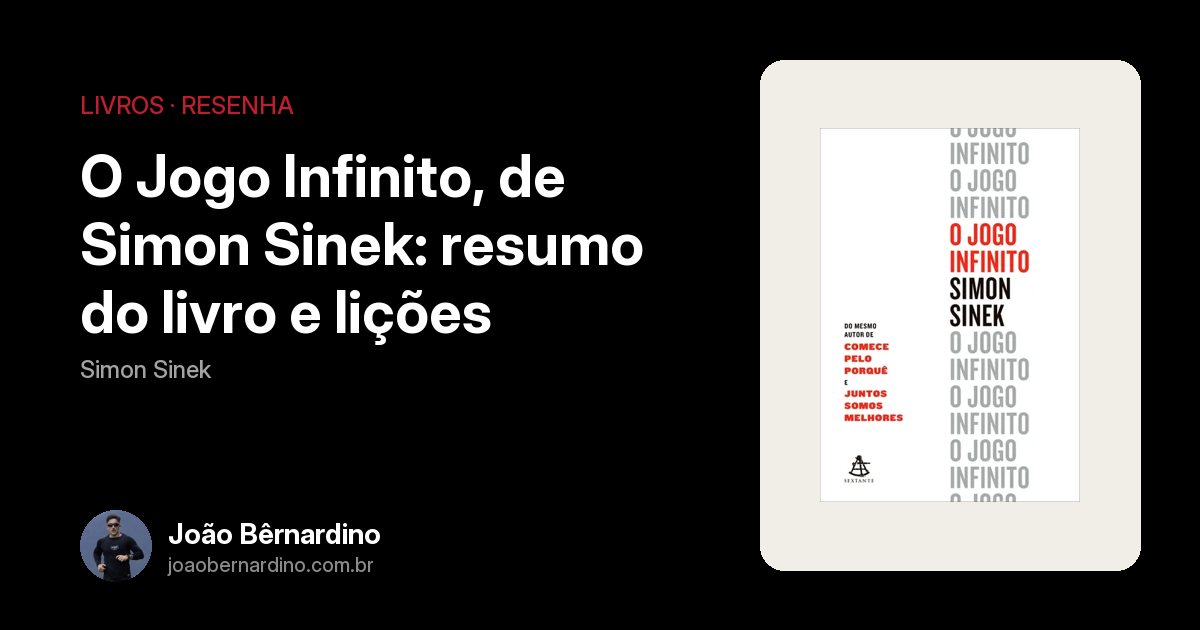 LIVROS · RESENHA
O Jogo Infinito, de
Simon Sinek: resumo
do livro e lições
Simon Sinek
João Bêrnardino
joaobernardino.com.br
O JOGO
INFINITO
O JOGO
INFINITO
O JOGO
INFINITO
SIMON
SINEK
O JOGO
INFINITO
O JOGO
INFINITO
O JOGO
INFINITO
O JOGO
DO MESMO
AUTOR DE
COMECE
PELO
PORQUÊ
E
JUNTOS
SOMOS
MELHORES
SEXTANTE